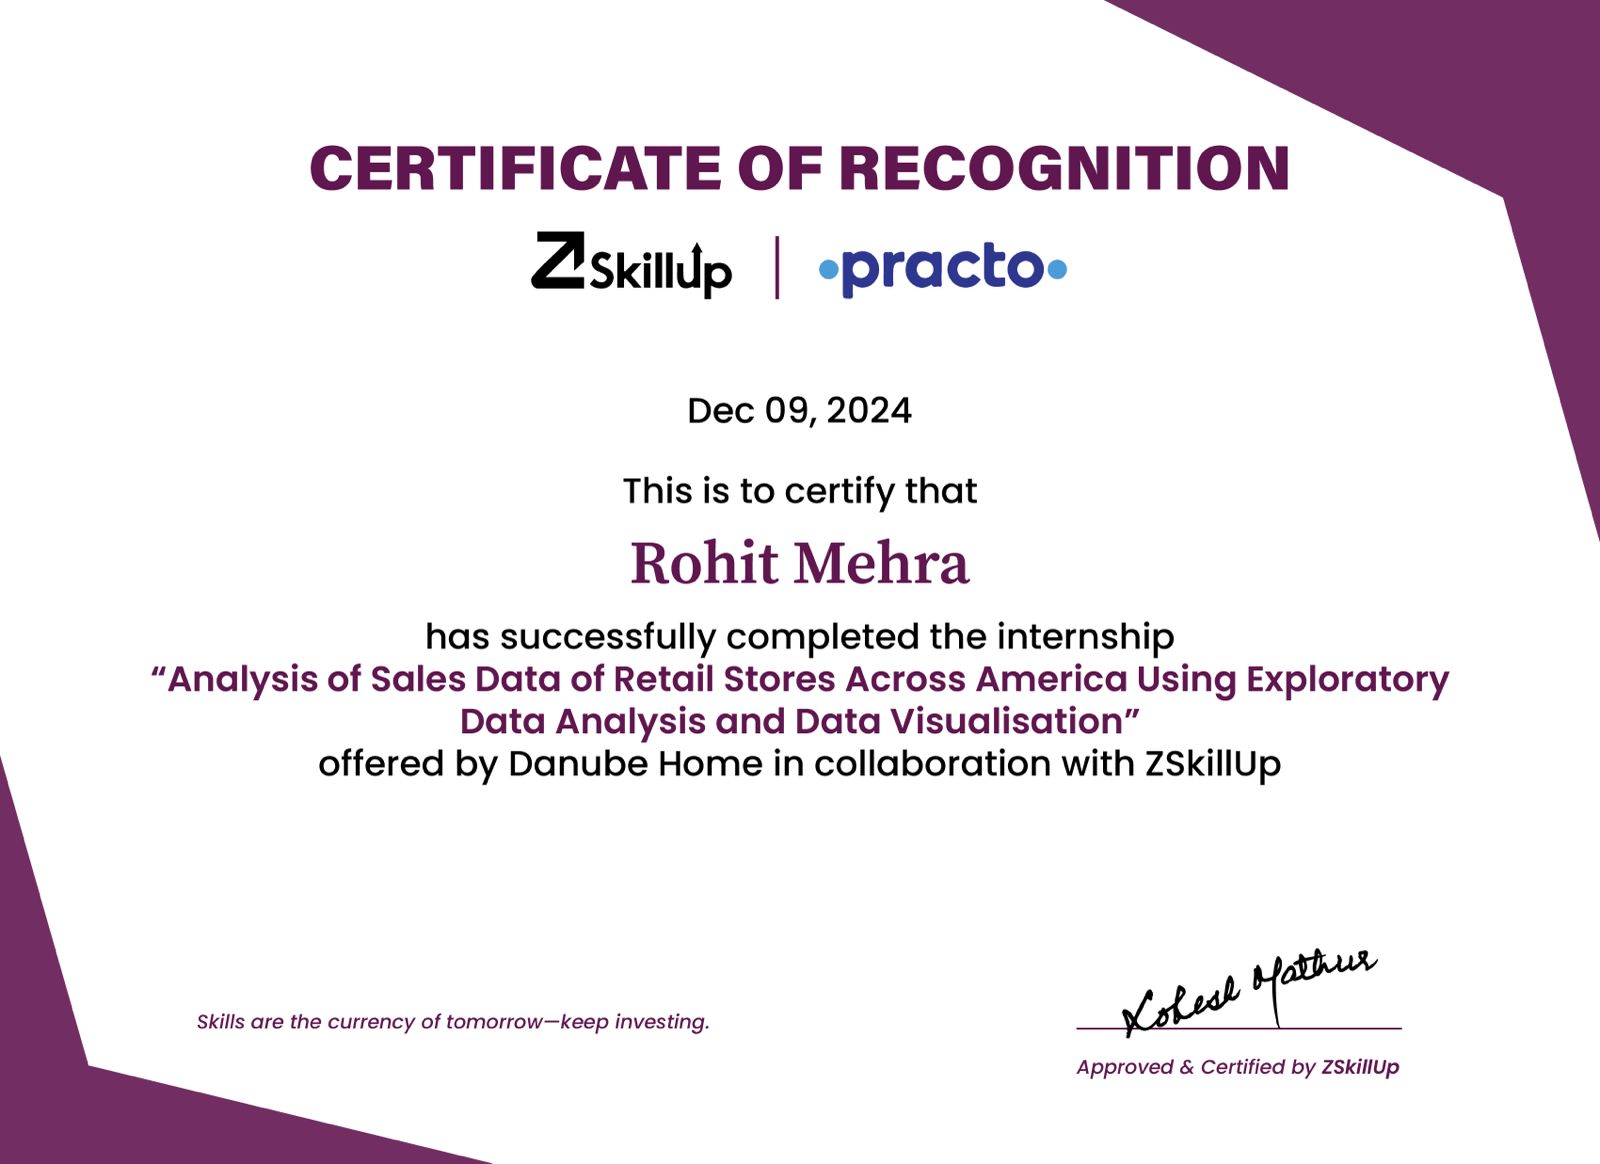 CERTIFICATE OF RECOGNITION
ZSkillUp | practo
Dec 09, 2024
This is to certify that
Rohit Mehra
has successfully completed the internship
“Analysis of Sales Data of Retail Stores Across America Using Exploratory
Data Analysis and Data Visualisation”
offered by Danube Home in collaboration with ZSkillUp
Lokesh Mathur
Skills are the currency of tomorrow—keep investing.
Approved & Certified by ZSkillUp